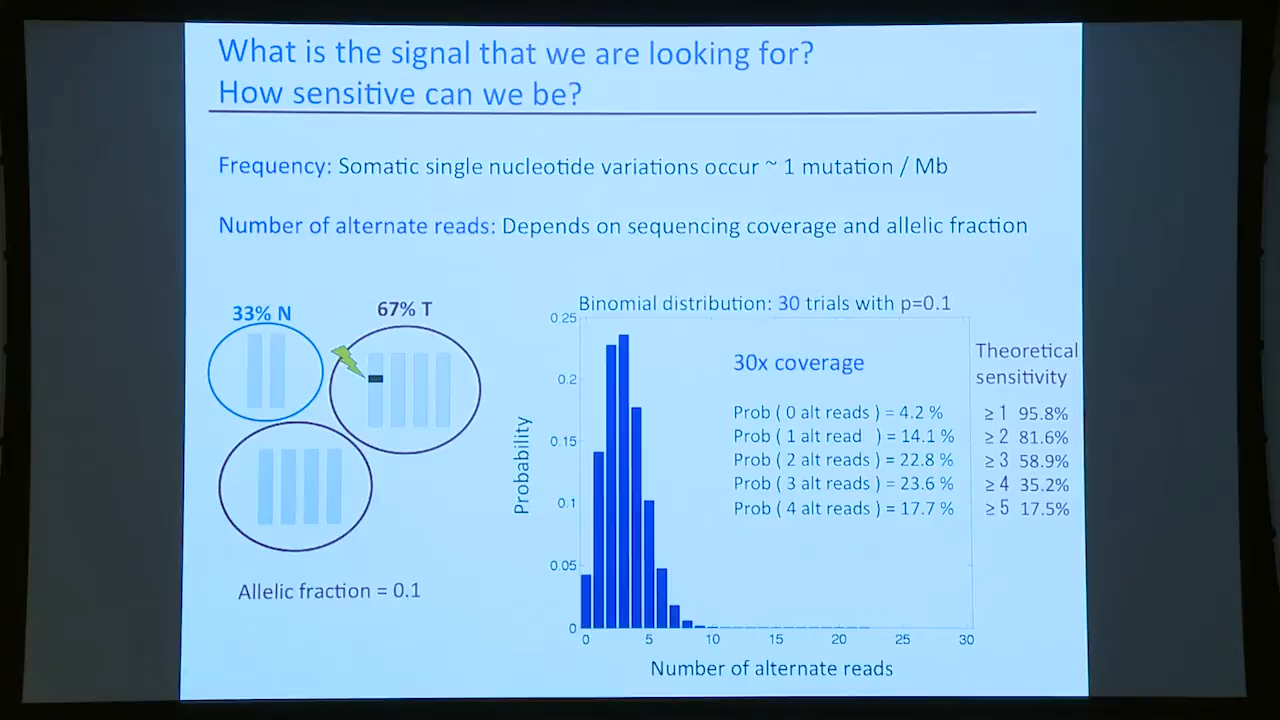 What is the signal that we are looking for?
How sensitive can we be?
Frequency: Somatic single nucleotide variations occur ~ 1 mutation / Mb
Number of alternate reads: Depends on sequencing coverage and allelic fraction
33% N
67% T
Allelic fraction = 0.1
Binomial distribution: 30 trials with p=0.1
0.25
0.2
0.15
0.1
0.05
0
Probability
0 5 10 15 20 25 30
Number of alternate reads
30x coverage
Prob ( 0 alt reads ) = 4.2 %
Prob ( 1 alt read ) = 14.1 %
Prob ( 2 alt reads ) = 22.8 %
Prob ( 3 alt reads ) = 23.6 %
Prob ( 4 alt reads ) = 17.7 %
Theoretical
sensitivity
≥ 1 95.8%
≥ 2 81.6%
≥ 3 58.9%
≥ 4 35.2%
≥ 5 17.5%